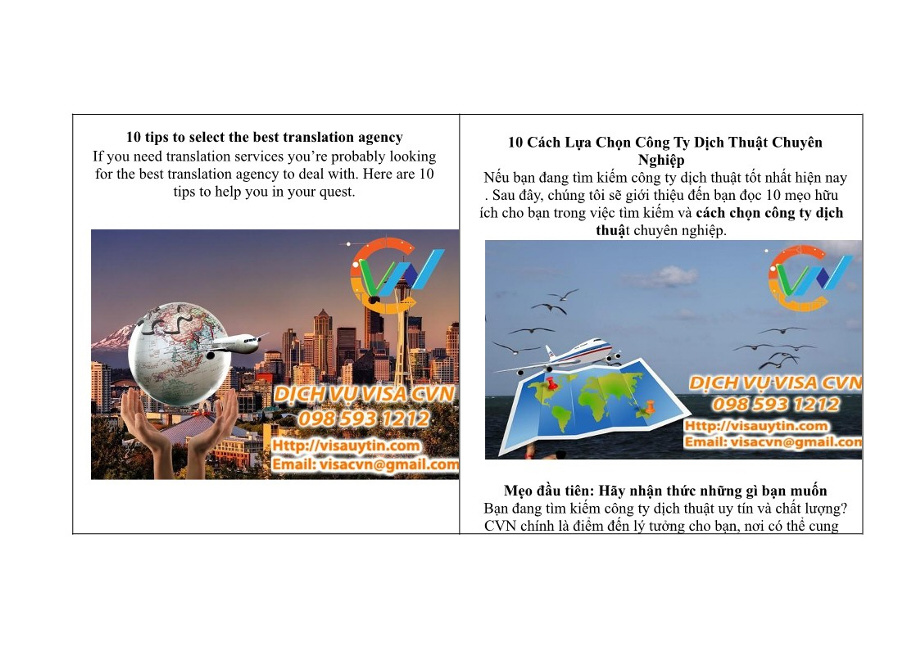 10 tips to select the best translation agency
If you need translation services you’re probably looking
for the best translation agency to deal with. Here are 10
tips to help you in your quest.
CVN
DỊCH VỤ VISA CVN
098 593 1212
Http://visauytin.com
Email: visacvn@gmail.com
10 Cách Lựa Chọn Công Ty Dịch Thuật Chuyên
Nghiệp
Nếu bạn đang tìm kiếm công ty dịch thuật tốt nhất hiện nay
. Sau đây, chúng tôi sẽ giới thiệu đến bạn đọc 10 mẹo hữu
ích cho bạn trong việc tìm kiếm và cách chọn công ty dịch
thuật chuyên nghiệp.
CVN
DỊCH VỤ VISA CVN
098 593 1212
Http://visauytin.com
Email: visacvn@gmail.con
Mẹo đầu tiên: Hãy nhận thức những gì bạn muốn
Bạn đang tìm kiếm công ty dịch thuật uy tín và chất lượng?
CVN chính là điểm đến lý tưởng cho bạn, nơi có thể cung